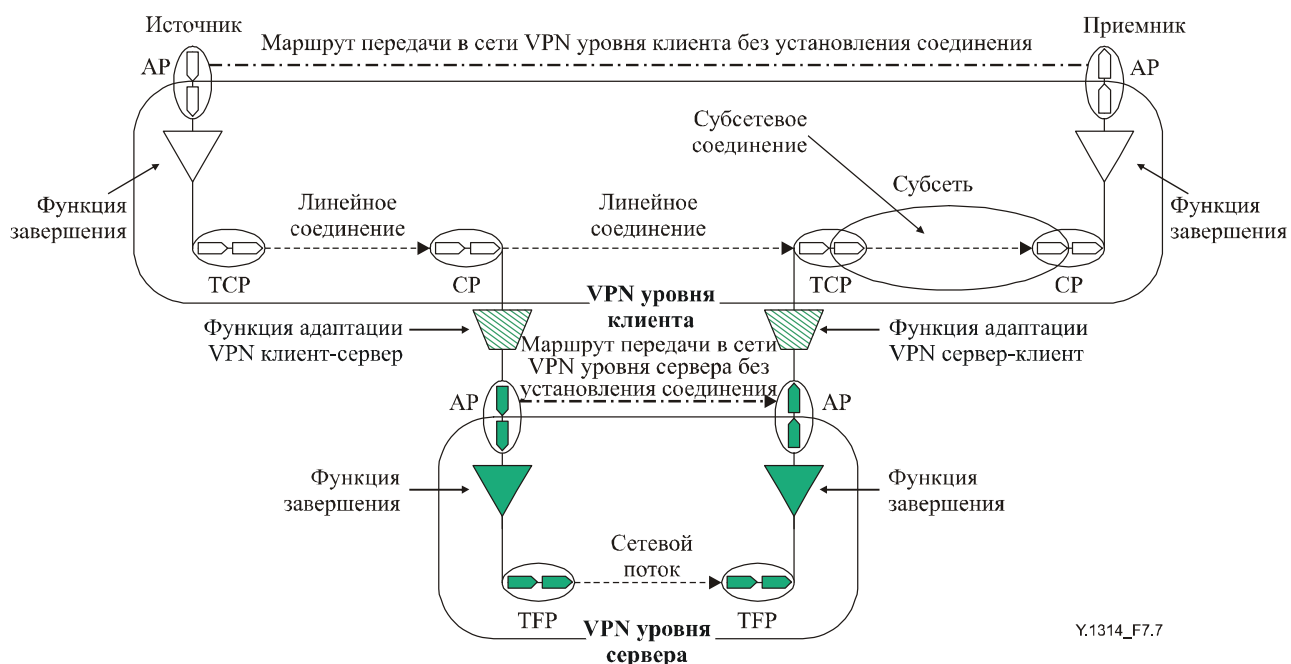 Источник
Приемник
Маршрут передачи в сети VPN уровня клиента без установления соединения
AP
AP
Субсетевое
соединение
Функция
завершения
Линейное
соединение
Линейное
соединение
Субсеть
Функция
завершения
TCP
CP
TCP
CP
VPN уровня
клиента
Функция адаптации
VPN клиент-сервер
Функция адаптации
VPN сервер-клиент
Маршрут передачи в сети
VPN уровня сервера без
установления соединения
AP
AP
Функция
завершения
Функция
завершения
Сетевой
поток
TFP
TFP
VPN уровня
сервера
Y.1314_F7.7